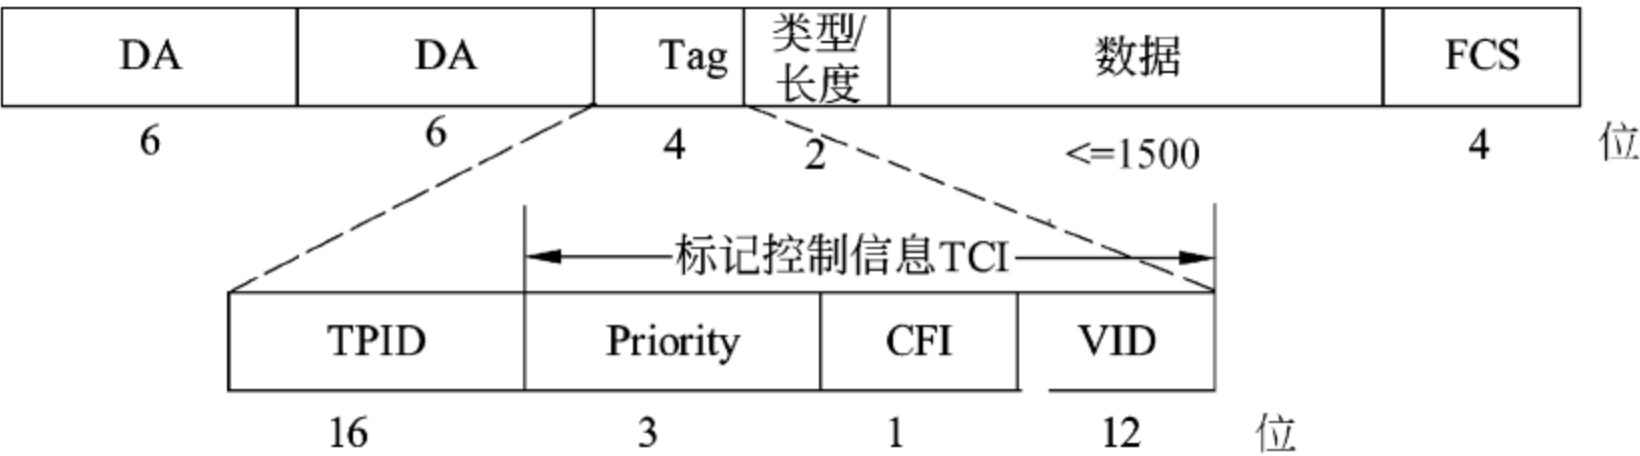 DA DA Tag 类型/ 数据 FCS
长度
6 6 4 2 <=1500 4 位
标记控制信息TCI
TPID Priority CFI VID
16 3 1 12 位